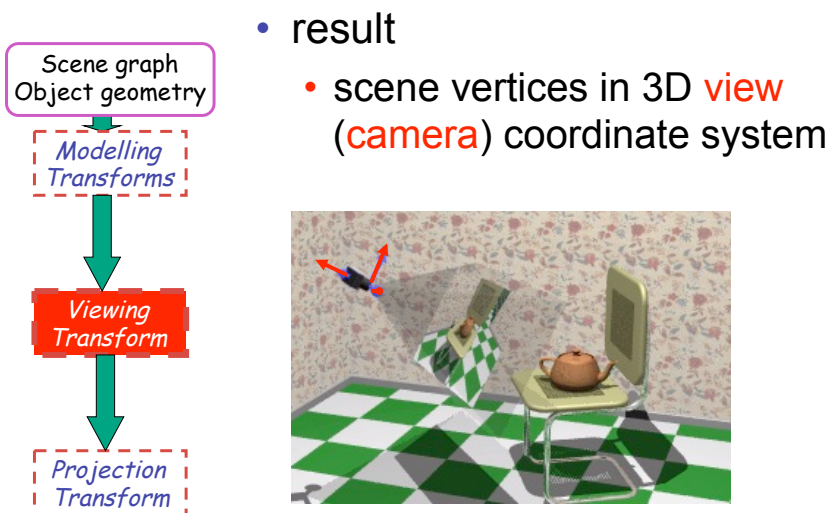 • result
• scene vertices in 3D view
(camera) coordinate system
Scene graph
Object geometry
Modelling
Transforms
Viewing
Transform
Projection
Transform